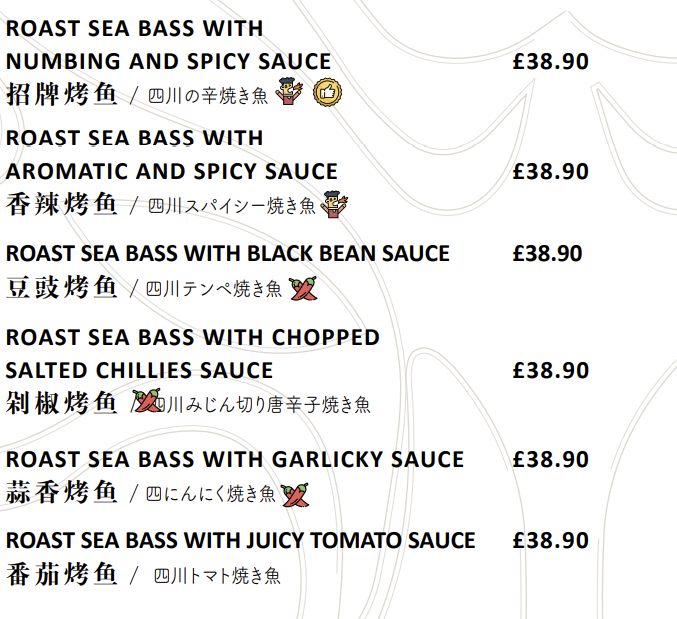 ROAST SEA BASS WITH
NUMBING AND SPICY SAUCE £38.90
招牌烤鱼 / 四川の辛焼き魚
ROAST SEA BASS WITH
AROMATIC AND SPICY SAUCE £38.90
香辣烤鱼 / 四川スパイシー焼き魚
ROAST SEA BASS WITH BLACK BEAN SAUCE £38.90
豆豉烤鱼 / 四川テンペ焼き魚
ROAST SEA BASS WITH CHOPPED
SALTED CHILLIES SAUCE £38.90
剁椒烤鱼 / 四川みじん切り唐辛子焼き魚
ROAST SEA BASS WITH GARLICKY SAUCE £38.90
蒜香烤鱼 / 四にんにく焼き魚
ROAST SEA BASS WITH JUICY TOMATO SAUCE £38.90
番茄烤鱼 / 四川トマト焼き魚